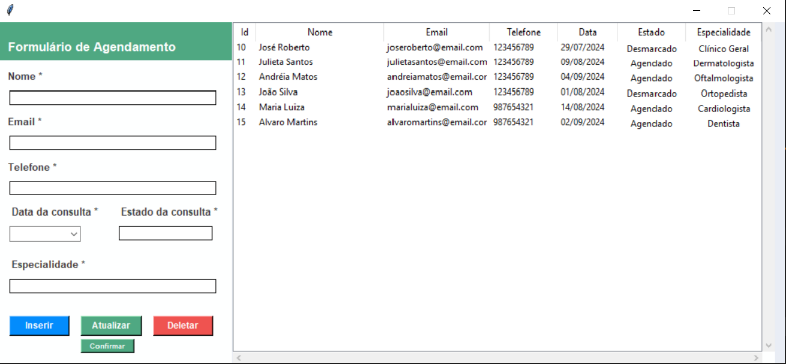 Formulário de Agendamento
Nome *
Email *
Telefone *
Data da consulta *  Estado da consulta *
Especialidade *
Inserir  Atualizar  Deletar
Confirmar
Id  Nome  Email  Telefone  Data  Estado  Especialidade
10  José Roberto  joseroberto@email.com  123456789  29/07/2024  Desmarcado  Clínico Geral
11  Julieta Santos  julietasantos@email.com  123456789  09/08/2024  Agendado  Dermatologista
12  Andréia Matos  andreiamatos@email.cor  123456789  04/09/2024  Agendado  Oftalmologista
13  João Silva  joaosilva@email.com  123456789  01/08/2024  Desmarcado  Ortopedista
14  Maria Luiza  marialuiza@email.com  987654321  14/08/2024  Agendado  Cardiologista
15  Alvaro Martins  alvaromartins@email.cor  987654321  02/09/2024  Agendado  Dentista